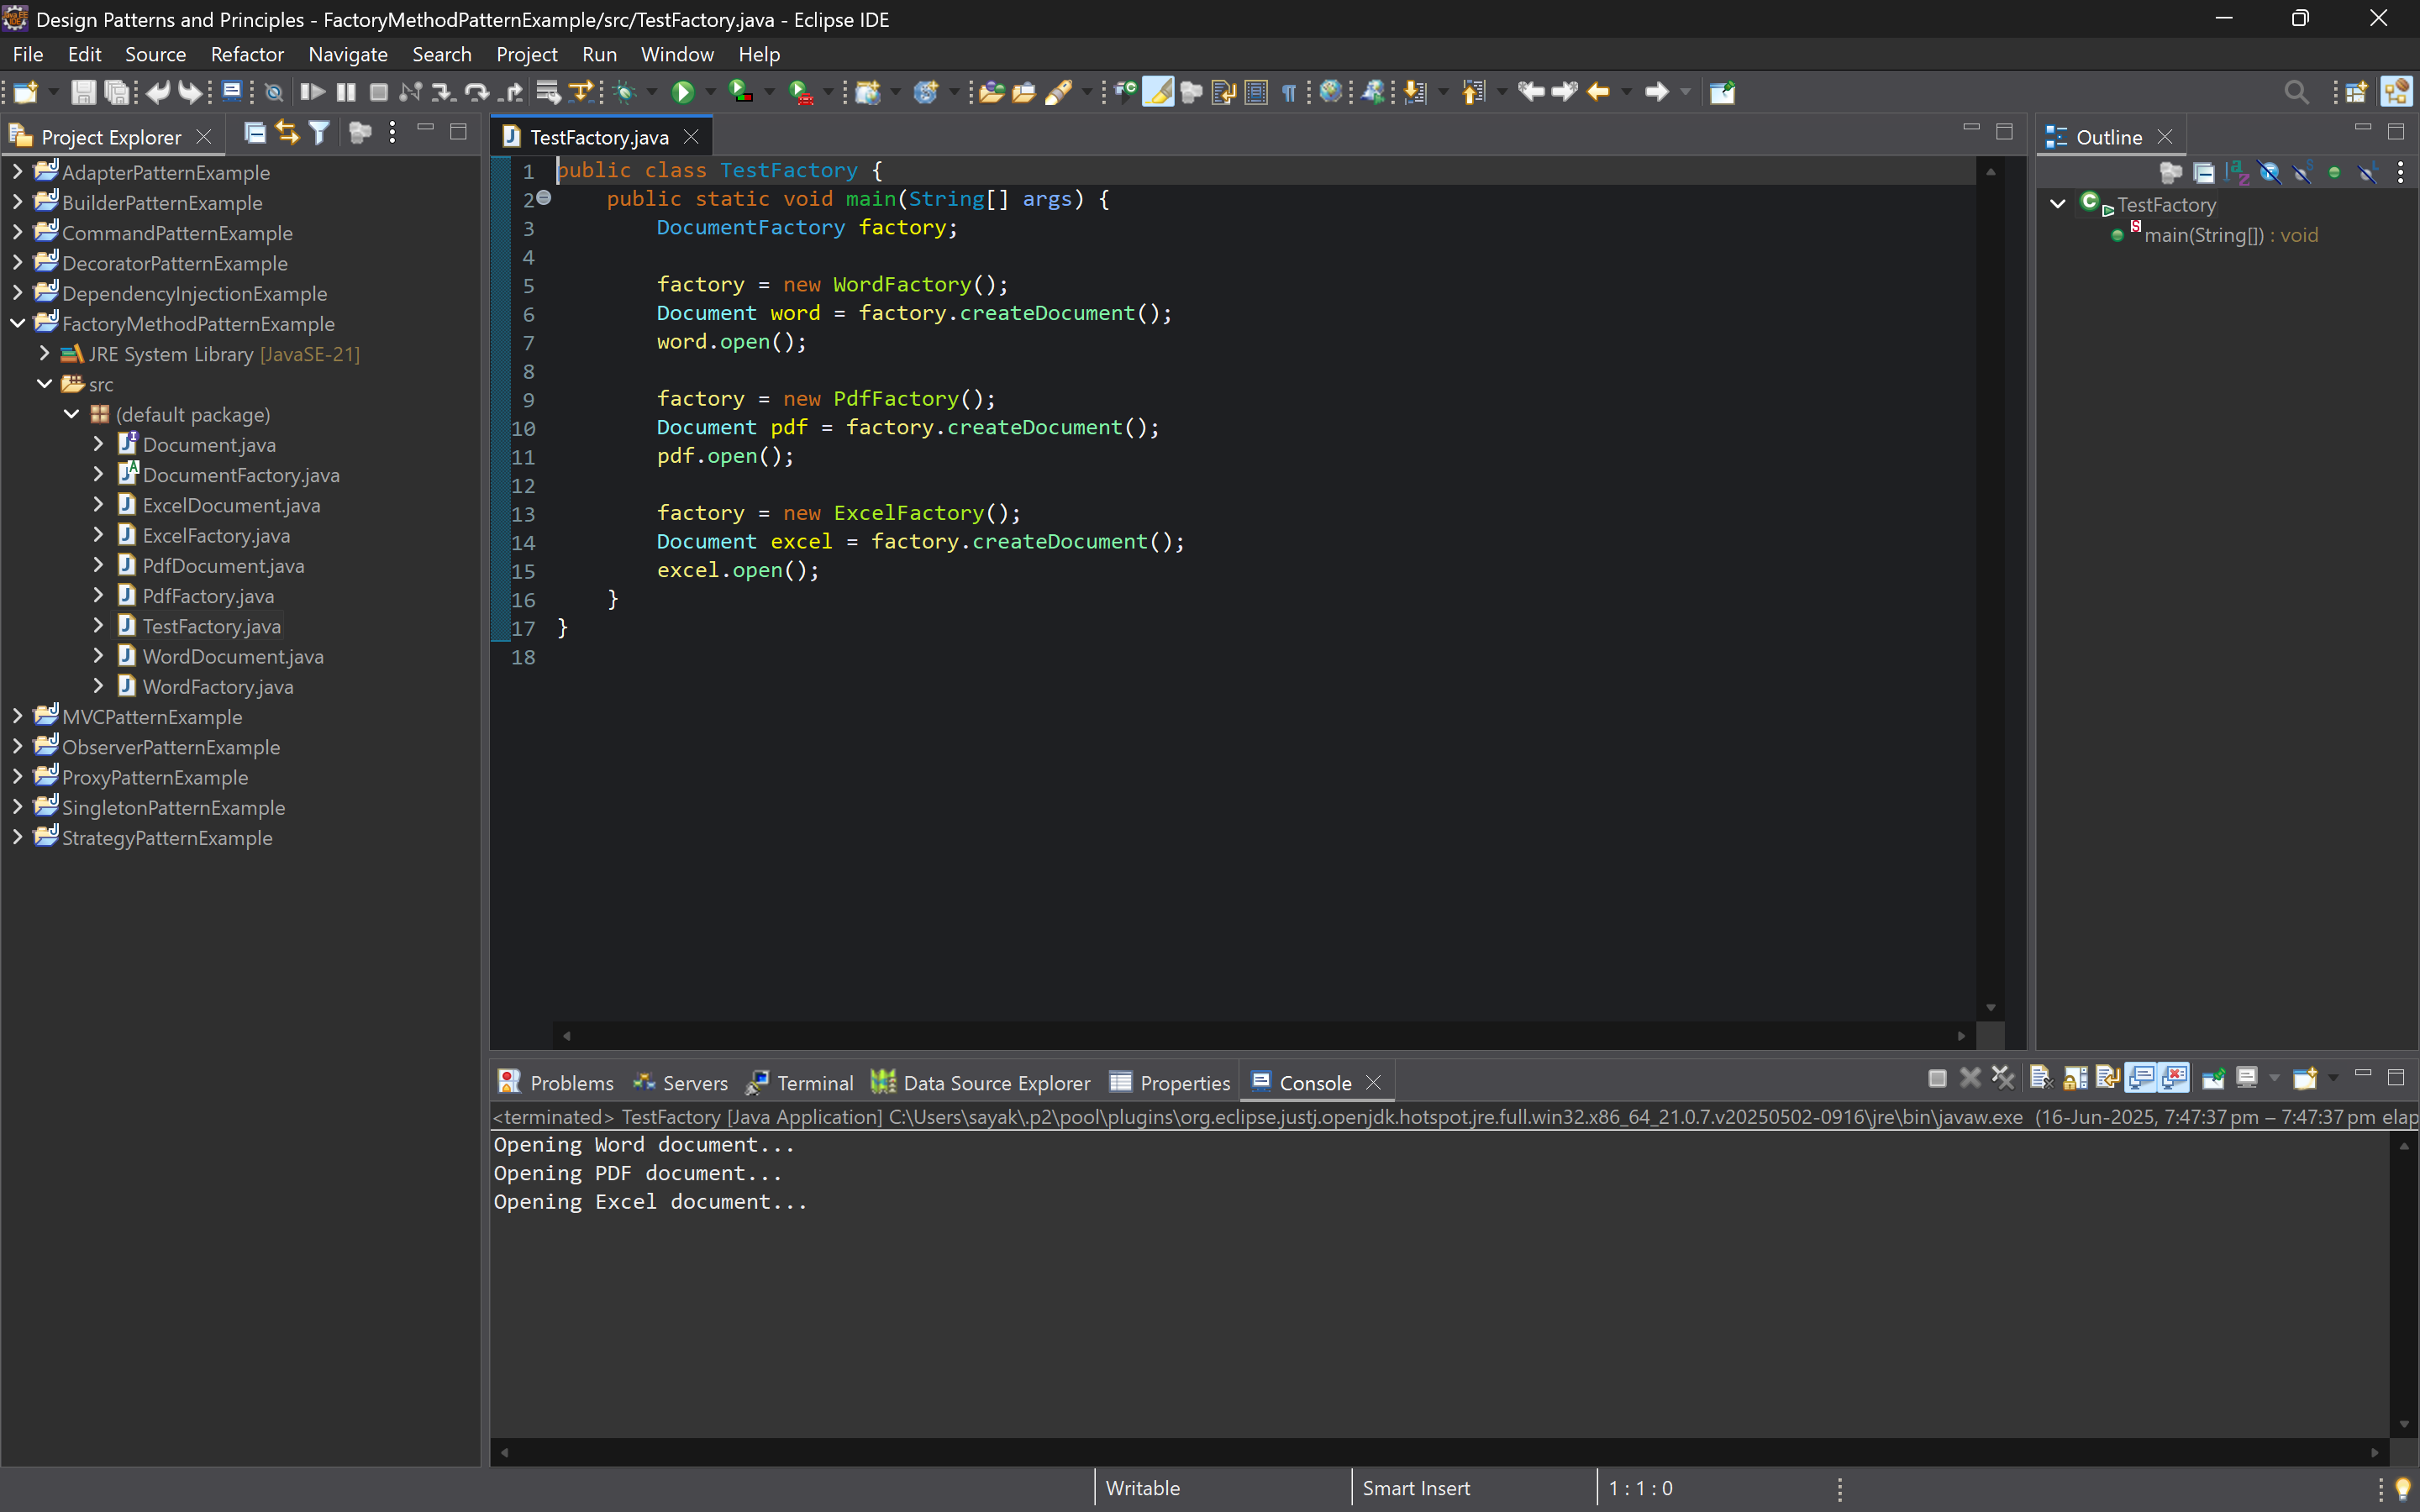 Design Patterns and Principles - FactoryMethodPatternExample/src/TestFactory.java - Eclipse IDE
File Edit Source Refactor Navigate Search Project Run Window Help
Project Explorer
AdapterPatternExample
BuilderPatternExample
CommandPatternExample
DecoratorPatternExample
DependencyInjectionExample
FactoryMethodPatternExample
JRE System Library [JavaSE-21]
src
(default package)
Document.java
DocumentFactory.java
ExcelDocument.java
ExcelFactory.java
PdfDocument.java
PdfFactory.java
TestFactory.java
WordDocument.java
WordFactory.java
MVCPatternExample
ObserverPatternExample
ProxyPatternExample
SingletonPatternExample
StrategyPatternExample
TestFactory.java
1 public class TestFactory {
2 public static void main(String[] args) {
3 DocumentFactory factory;
4
5 factory = new WordFactory();
6 Document word = factory.createDocument();
7 word.open();
8
9 factory = new PdfFactory();
10 Document pdf = factory.createDocument();
11 pdf.open();
12
13 factory = new ExcelFactory();
14 Document excel = factory.createDocument();
15 excel.open();
16 }
17 }
18
Outline
TestFactory
main(String[]) : void
Problems Servers Terminal Data Source Explorer Properties Console
<terminated> TestFactory [Java Application] C:\Users\sayak\.p2\pool\plugins\org.eclipse.justj.openjdk.hotspot.jre.full.win32.x86_64_21.0.7.v20250502-0916\jre\bin\javaw.exe (16-Jun-2025, 7:47:37 pm – 7:47:37 pm elap
Opening Word document...
Opening PDF document...
Opening Excel document...
Writable Smart Insert 1 : 1 : 0